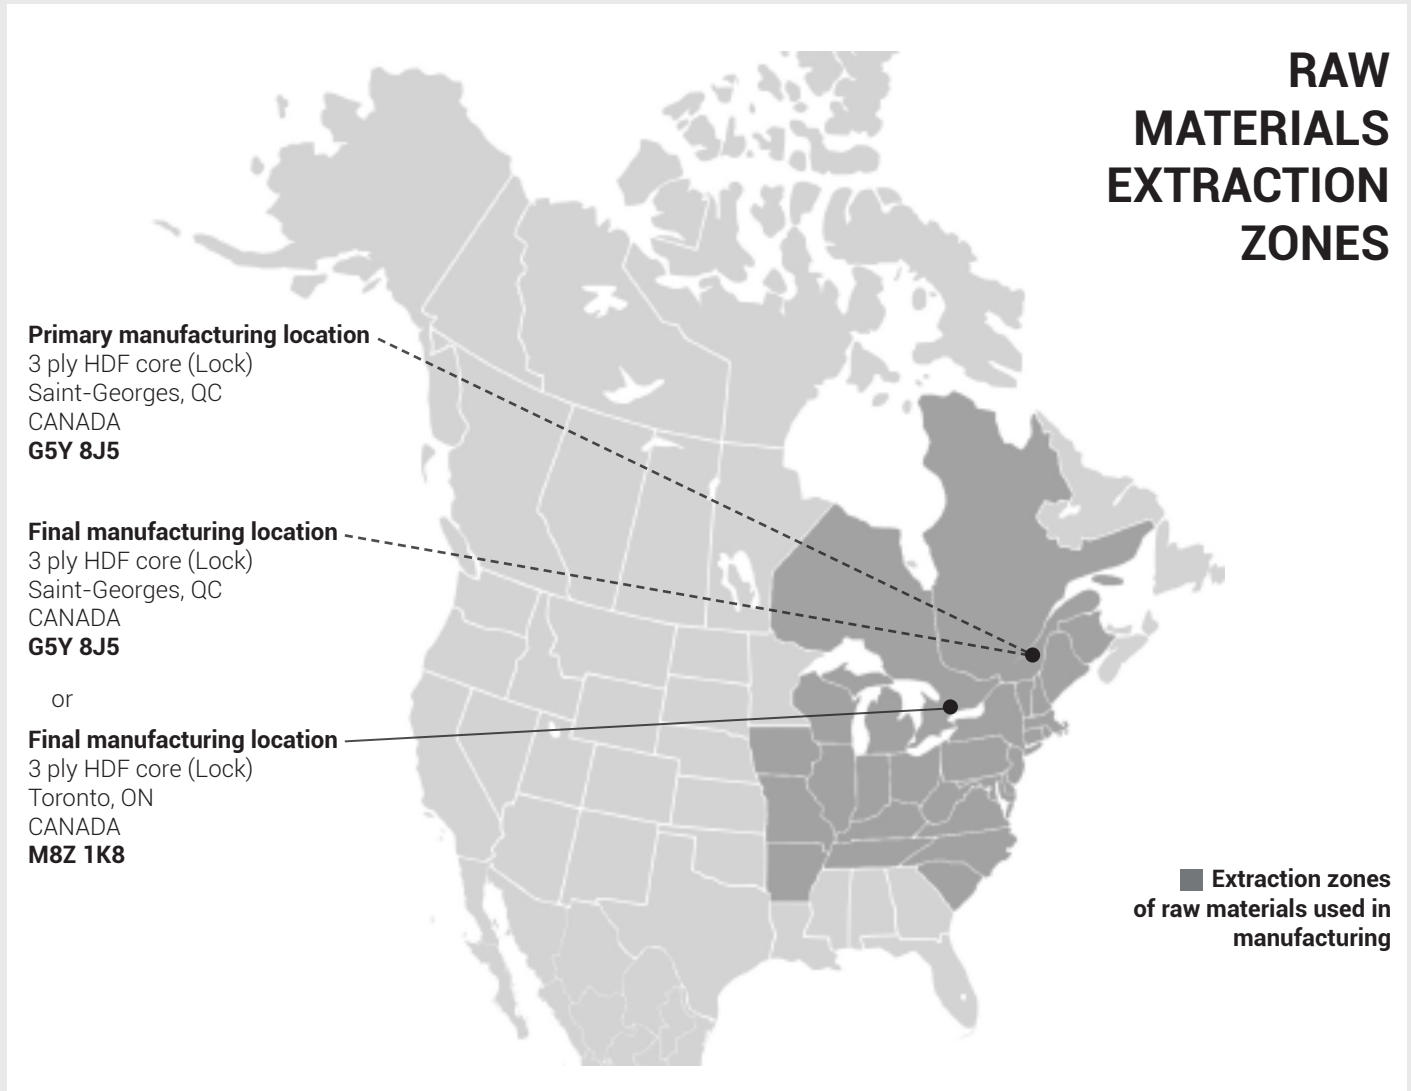 RAW
MATERIALS
EXTRACTION
ZONES
Primary manufacturing location
3 ply HDF core (Lock)
Saint-Georges, QC
CANADA
G5Y 8J5
Final manufacturing location
3 ply HDF core (Lock)
Saint-Georges, QC
CANADA
G5Y 8J5
or
Final manufacturing location
3 ply HDF core (Lock)
Toronto, ON
CANADA
M8Z 1K8
Extraction zones
of raw materials used in
manufacturing